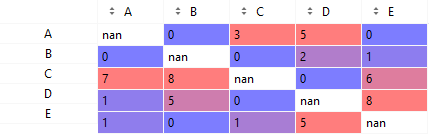 A B C D E
A nan 0 3 5 0
B 0 nan 0 2 1
C 7 8 nan 0 6
D 1 5 0 nan 8
E 1 0 1 5 nan